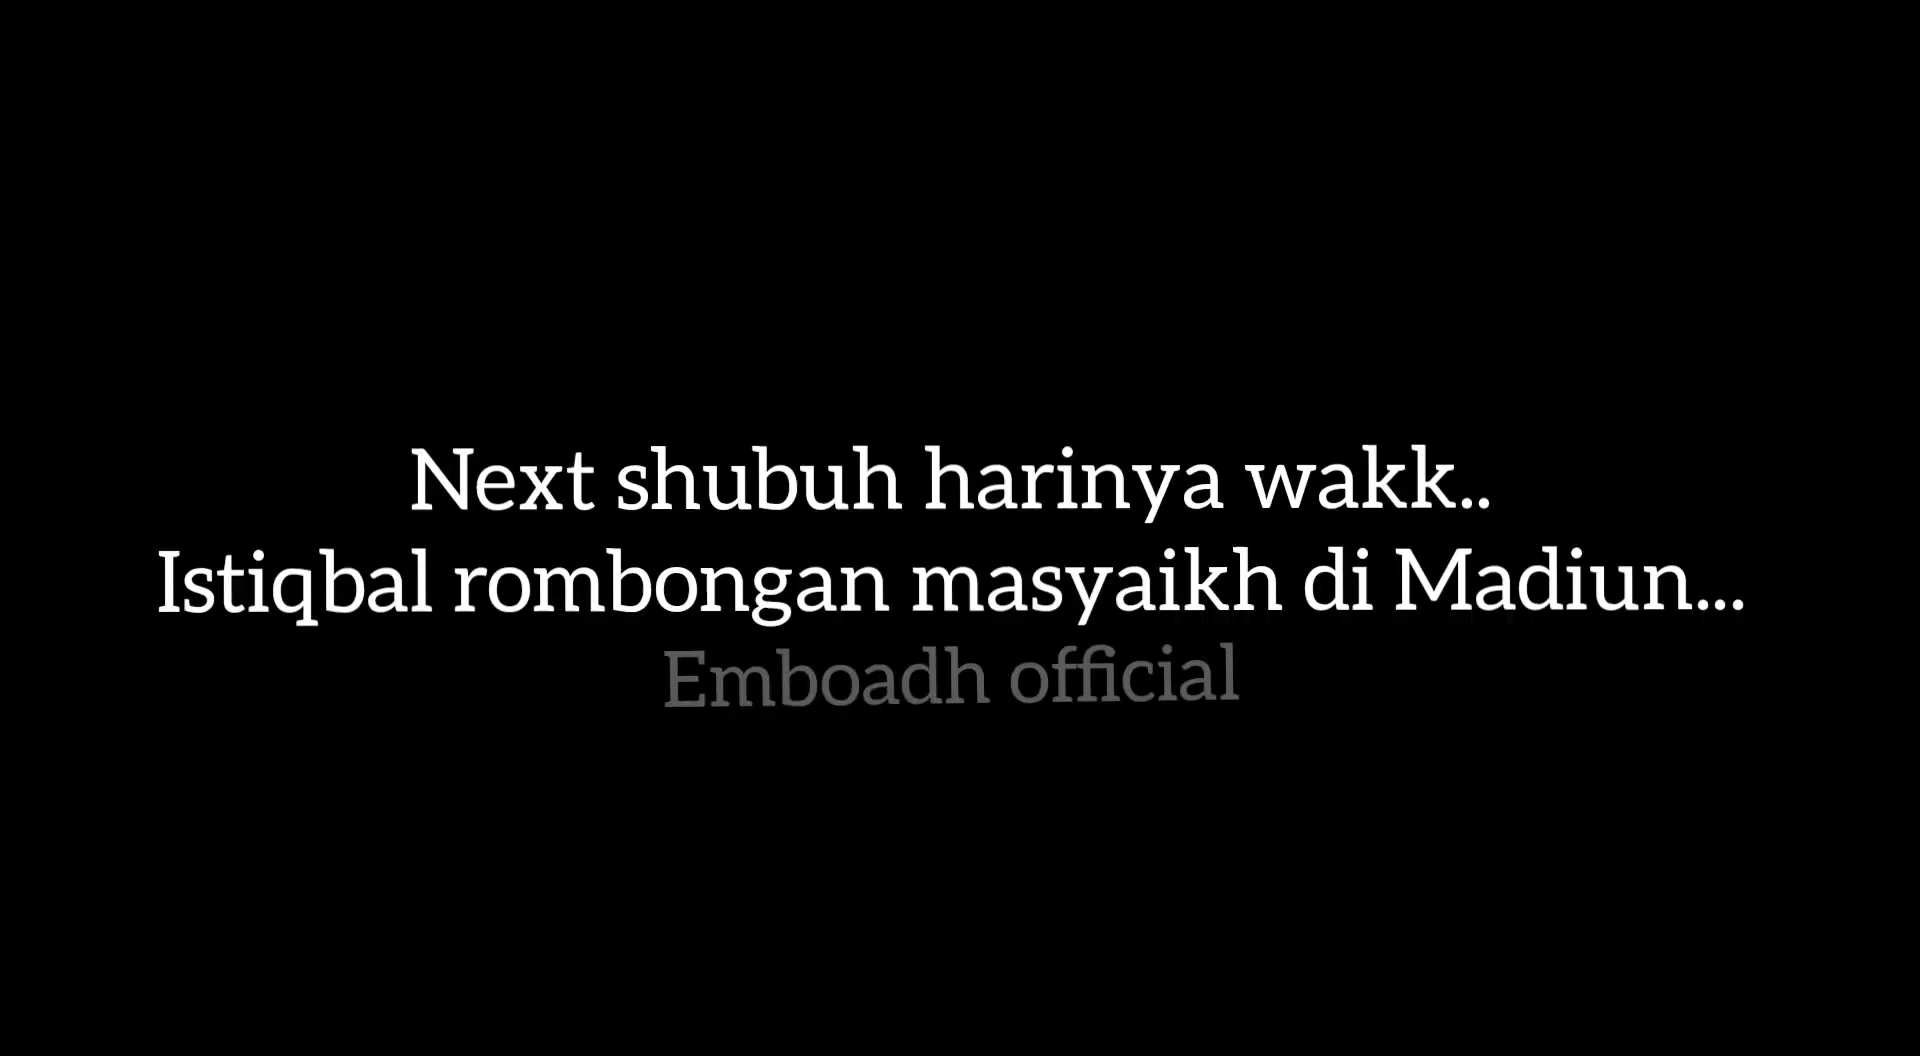 Next shubuh harinya wakk..
Istiqbal rombongan masyaikh di Madiun...
Emboadh official